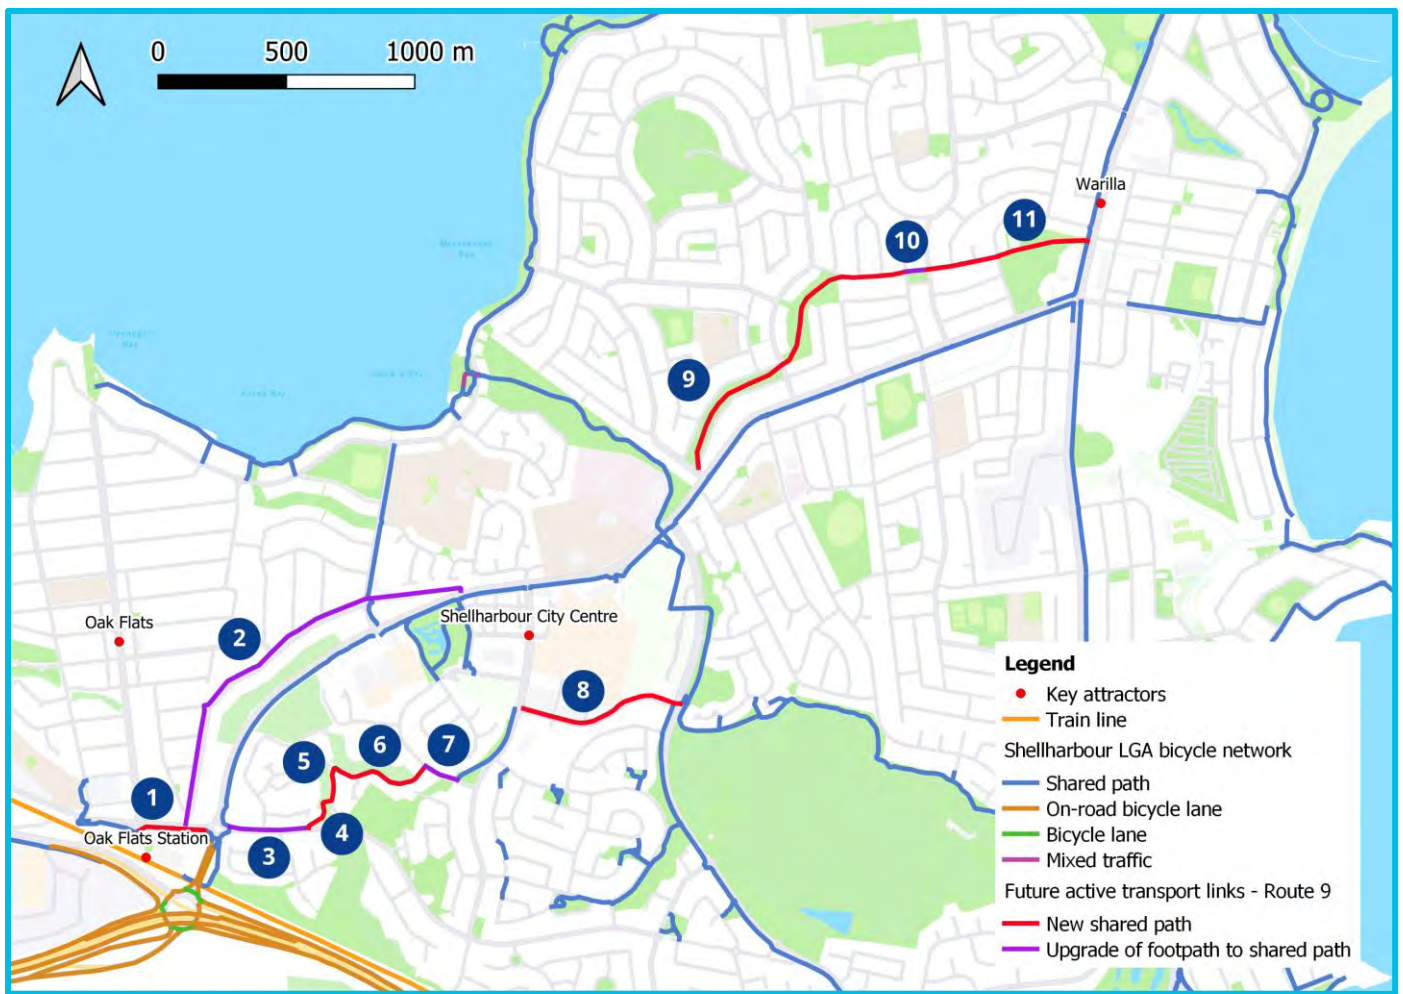 0 500 1000 m
Warilla
11
10
9
Oak Flats
2
Shellharbour City Centre
8
7
6
5
1
Oak Flats Station
4
3
Legend
Key attractors
Train line
Shellharbour LGA bicycle network
Shared path
On-road bicycle lane
Bicycle lane
Mixed traffic
Future active transport links - Route 9
New shared path
Upgrade of footpath to shared path